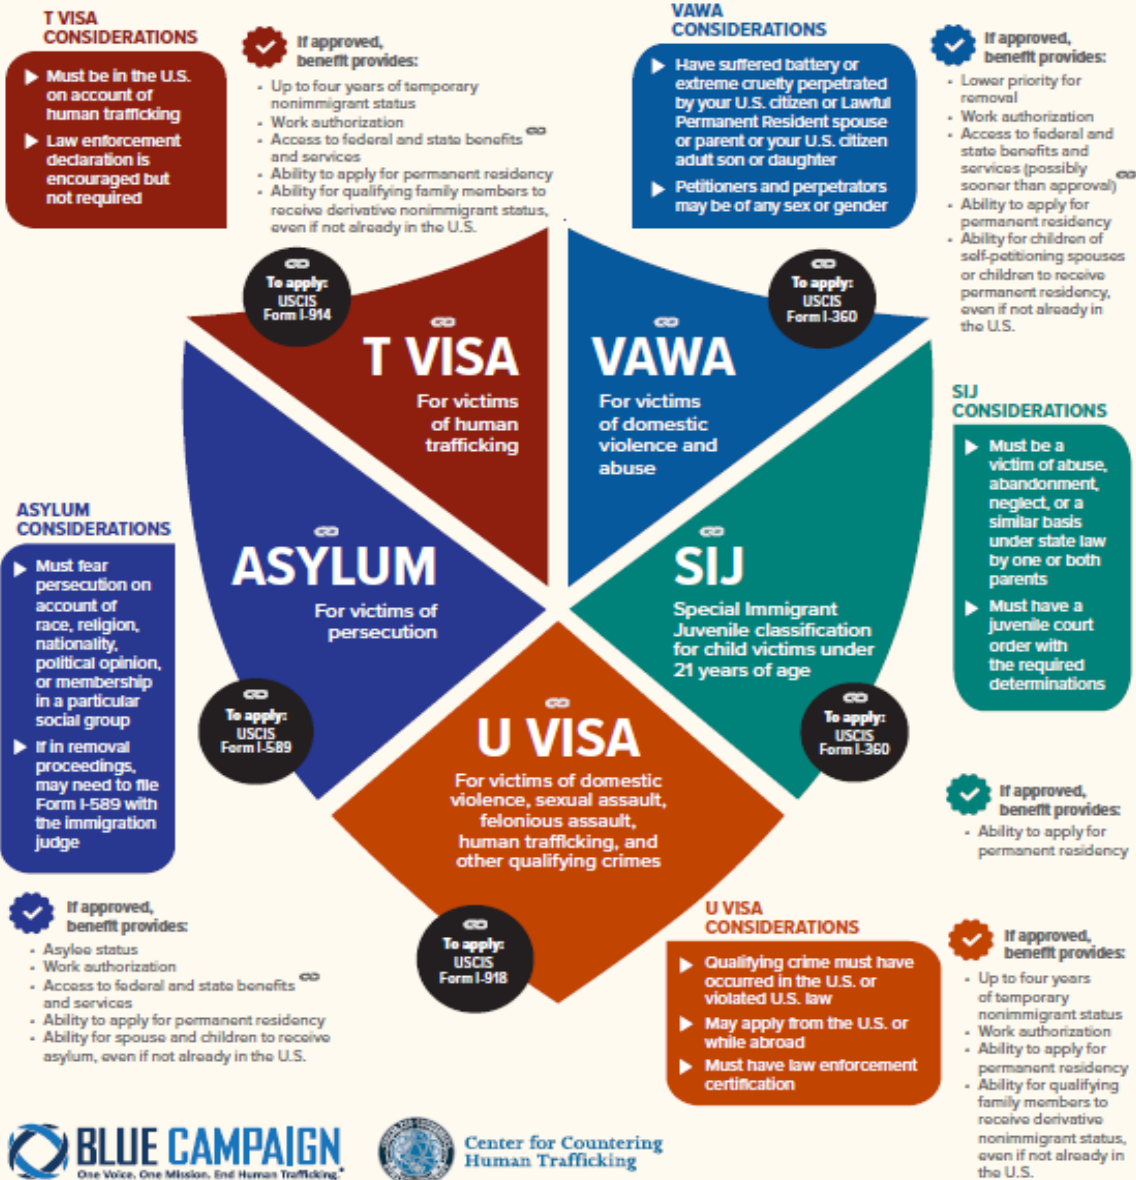 T VISA
CONSIDERATIONS
Must be in the U.S.
on account of
human trafficking
Law enforcement
declaration is
encouraged but
not required
If approved,
benefit provides:
Up to four years of temporary
nonimmigrant status
Work authorization
Access to federal and state benefits
and services
Ability to apply for permanent residency
Ability for qualifying family members to
receive derivative nonimmigrant status,
even if not already in the U.S.
VAWA
CONSIDERATIONS
Have suffered battery or
extreme cruelty perpetrated
by your U.S. citizen or Lawful
Permanent Resident spouse
or parent or your U.S. citizen
adult son or daughter
Petitioners and perpetrators
may be of any sex or gender
If approved,
benefit provides:
Lower priority for
removal
Work authorization
Access to federal and
state benefits and
services (possibly
sooner than approval)
Ability to apply for
permanent residency
Ability for children of
self-petitioning spouses
or children to receive
permanent residency,
even if not already in
the U.S.
To apply:
USCIS
Form I-914
To apply:
USCIS
Form I-360
T VISA
For victims
of human
trafficking
VAWA
For victims
of domestic
violence and
abuse
SIJ
CONSIDERATIONS
Must be a
victim of abuse,
abandonment,
neglect, or a
similar basis
under state law
by one or both
parents
Must have a
juvenile court
order with
the required
determinations
ASYLUM
CONSIDERATIONS
Must fear
persecution on
account of
race, religion,
nationality,
political opinion,
or membership
in a particular
social group
If in removal
proceedings,
may need to file
Form I-589 with
the immigration
judge
ASYLUM
For victims of
persecution
SIJ
Special Immigrant
Juvenile classification
for child victims under
21 years of age
To apply:
USCIS
Form I-589
To apply:
USCIS
Form I-360
U VISA
For victims of domestic
violence, sexual assault,
felonious assault,
human trafficking, and
other qualifying crimes
If approved,
benefit provides:
Ability to apply for
permanent residency
If approved,
benefit provides:
Asylee status
Work authorization
Access to federal and state benefits
and services
Ability to apply for permanent residency
Ability for spouse and children to receive
asylum, even if not already in the U.S.
To apply:
USCIS
Form I-918
U VISA
CONSIDERATIONS
Qualifying crime must have
occurred in the U.S. or
violated U.S. law
May apply from the U.S. or
while abroad
Must have law enforcement
certification
If approved,
benefit provides:
Up to four years
of temporary
nonimmigrant status
Work authorization
Ability to apply for
permanent residency
Ability for qualifying
family members to
receive derivative
nonimmigrant status,
even if not already in
the U.S.
BLUE CAMPAIGN
One Voice. One Mission. End Human Trafficking.®
Center for Countering
Human Trafficking